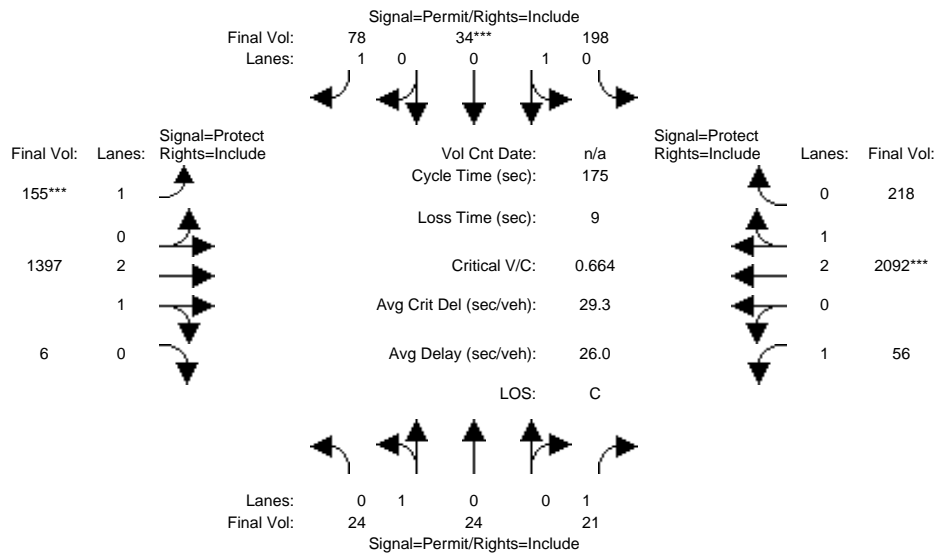 Signal=Permit/Rights=Include
Final Vol: 78 34*** 198
Lanes: 1 0 0 1 0
Signal=Protect Signal=Protect
Final Vol: Lanes: Rights=Include Vol Cnt Date: n/a Rights=Include Lanes: Final Vol:
Cycle Time (sec): 175
155*** 1 0 218
Loss Time (sec): 9
0 1
1397 2 Critical V/C: 0.664 2 2092***
1 Avg Crit Del (sec/veh): 29.3 0
6 0 Avg Delay (sec/veh): 26.0 1 56
LOS: C
Lanes: 0 1 0 0 1
Final Vol: 24 24 21
Signal=Permit/Rights=Include